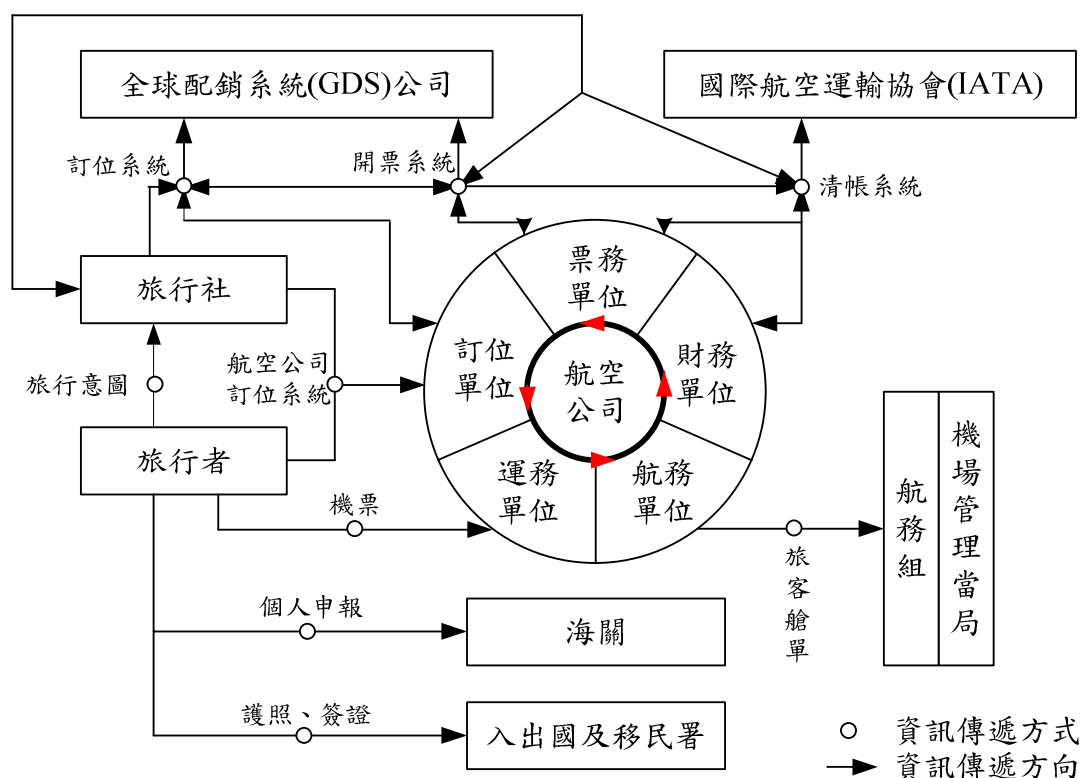 全球配銷系統(GDS)公司
國際航空運輸協會(IATA)
訂位系統
開票系統
清帳系統
旅行社
票務
單位
訂位
單位
航空
公司
財務
單位
旅行意圖
航空公司
訂位系統
旅行者
運務
單位
航務
單位
機票
旅客艙單
航務組
機場管理當局
個人申報
海關
護照、簽證
入出國及移民署
資訊傳遞方式
資訊傳遞方向